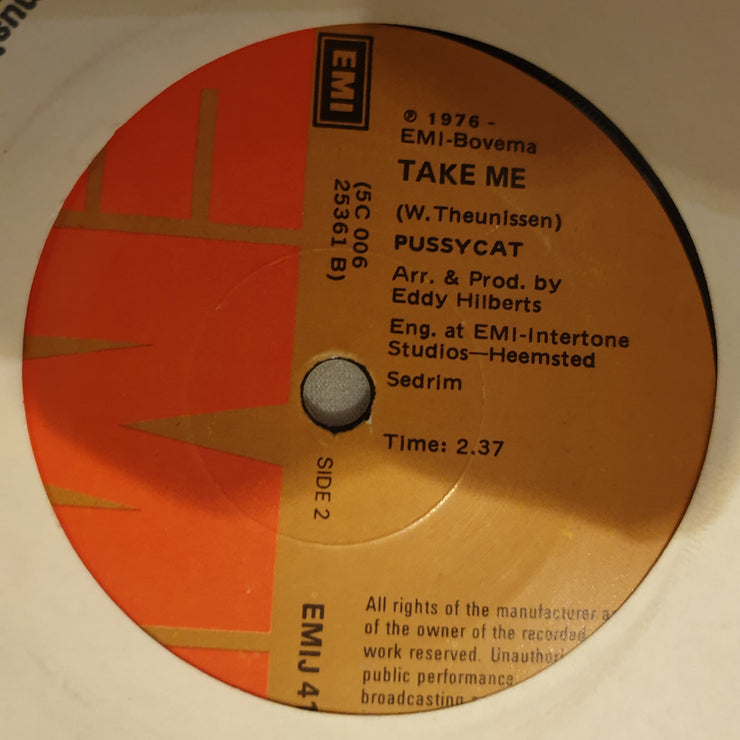 EMI
℗ 1976 -
EMI-Bovema
TAKE ME
(W. Theunissen)
PUSSYCAT
Arr. & Prod. by
Eddy Hilberts
Eng. at EMI-Intertone
Studios—Heemsted
Sedrim
Time: 2.37
(5C 006
25361 B)
SIDE 2
EMIJ
All rights of the manufacturer
of the owner of the recorded
work reserved.
public performance
broadcasting